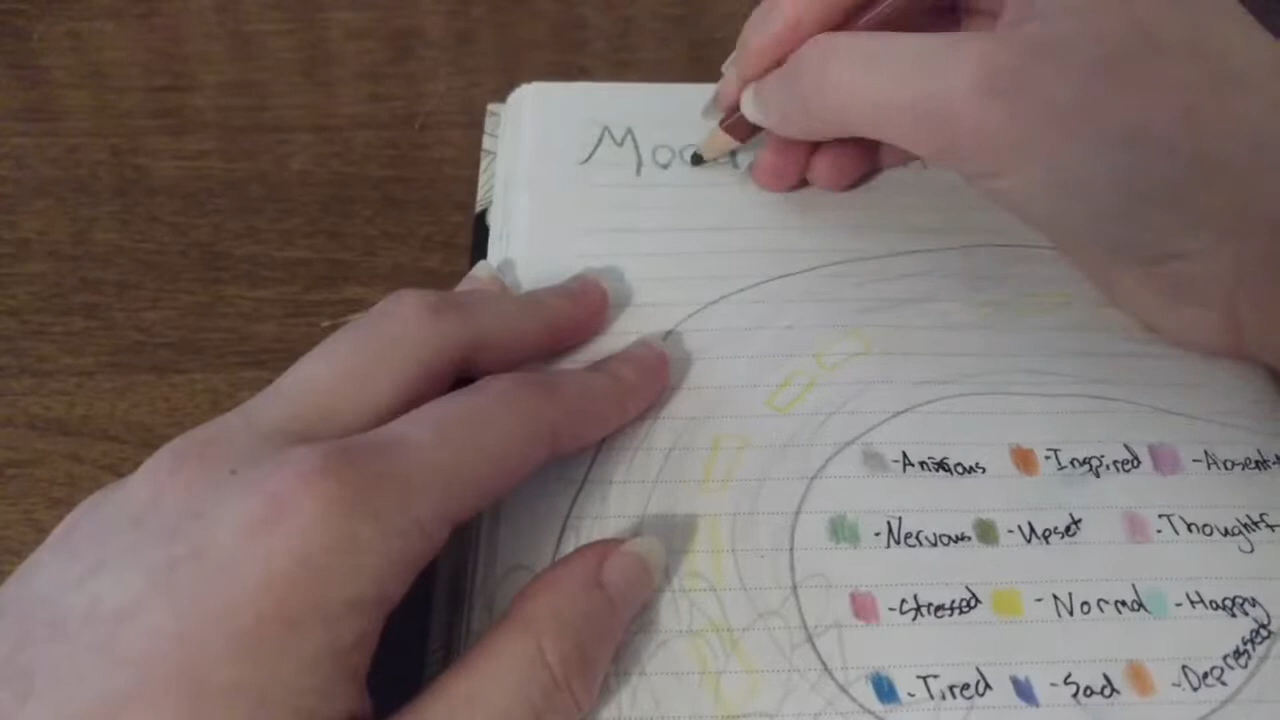 Mood
-Anxious -Inspired -Absent-
-Nervous -Upset -Thoughtf
-Stressed -Normal -Happy
-Tired -Sad -Depressed